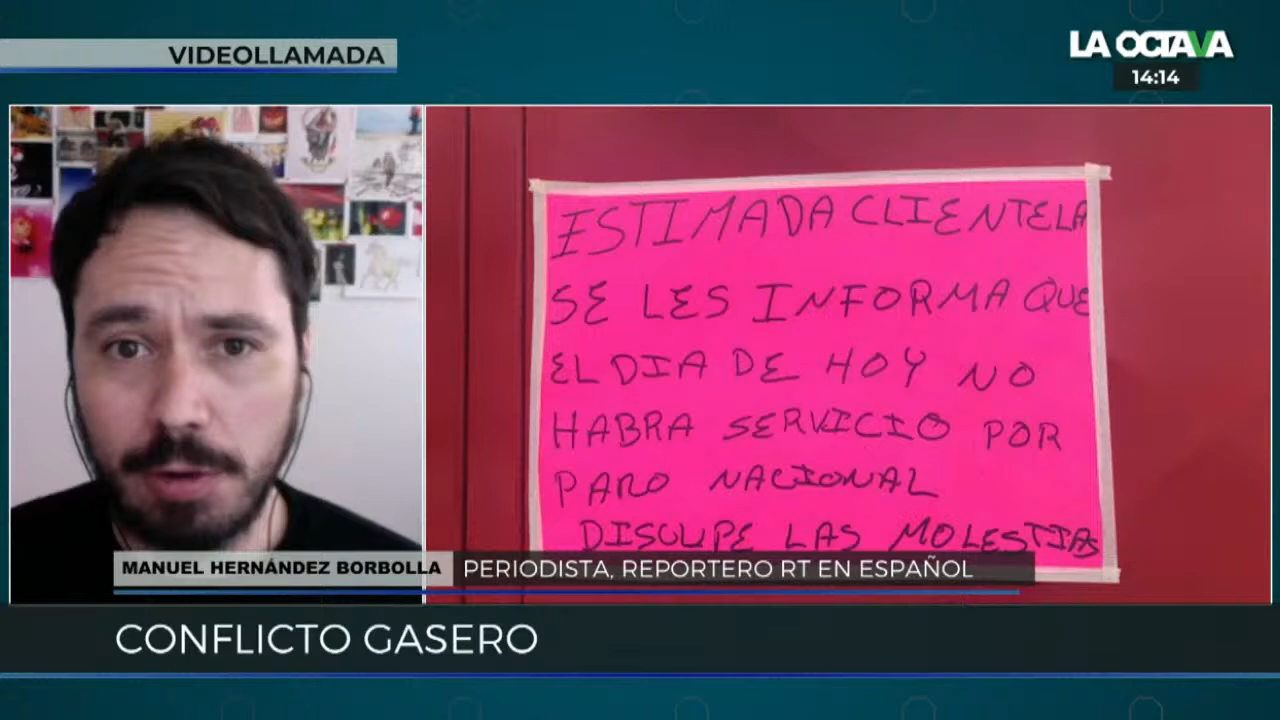 VIDEOLLAMADA
LA OCTAVA
14:14
ESTIMADA CLIENTELA
SE LES INFORMA QUE
EL DIA DE HOY NO
HABRA SERVICIO POR
PARO NACIONAL
DISCUPE LAS MOLESTIAS
MANUEL HERNÁNDEZ BORBOLLA
PERIODISTA, REPORTERO RT EN ESPAÑOL
CONFLICTO GASERO